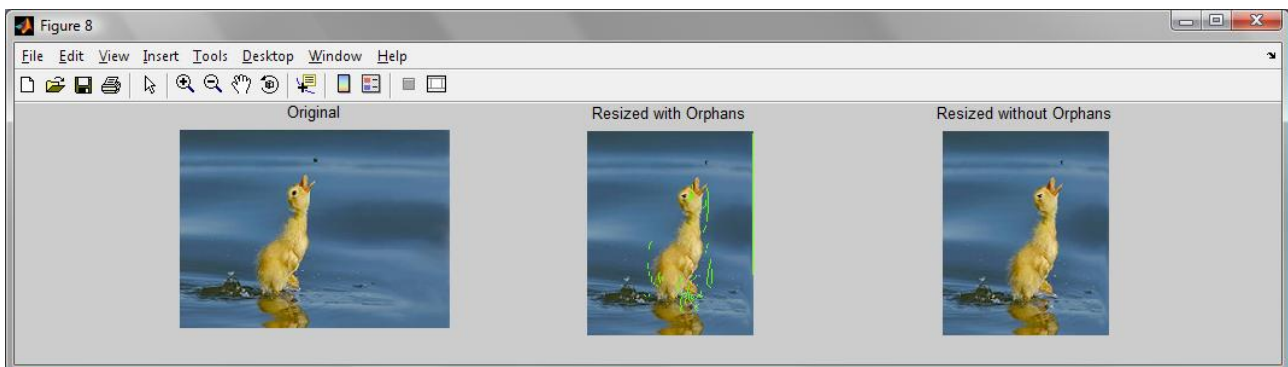 Figure 8
File Edit View Insert Tools Desktop Window Help
Original
Resized with Orphans
Resized without Orphans